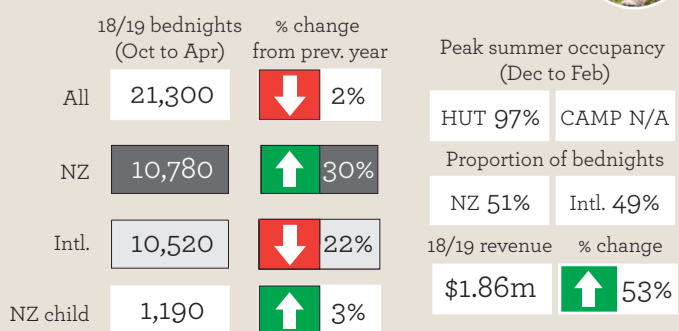 18/19 bednights
(Oct to Apr)
% change
from prev. year
All 21,300 2%
NZ 10,780 30%
Intl. 10,520 22%
NZ child 1,190 3%
Peak summer occupancy
(Dec to Feb)
HUT 97% CAMP N/A
Proportion of bednights
NZ 51% Intl. 49%
18/19 revenue % change
$1.86m 53%